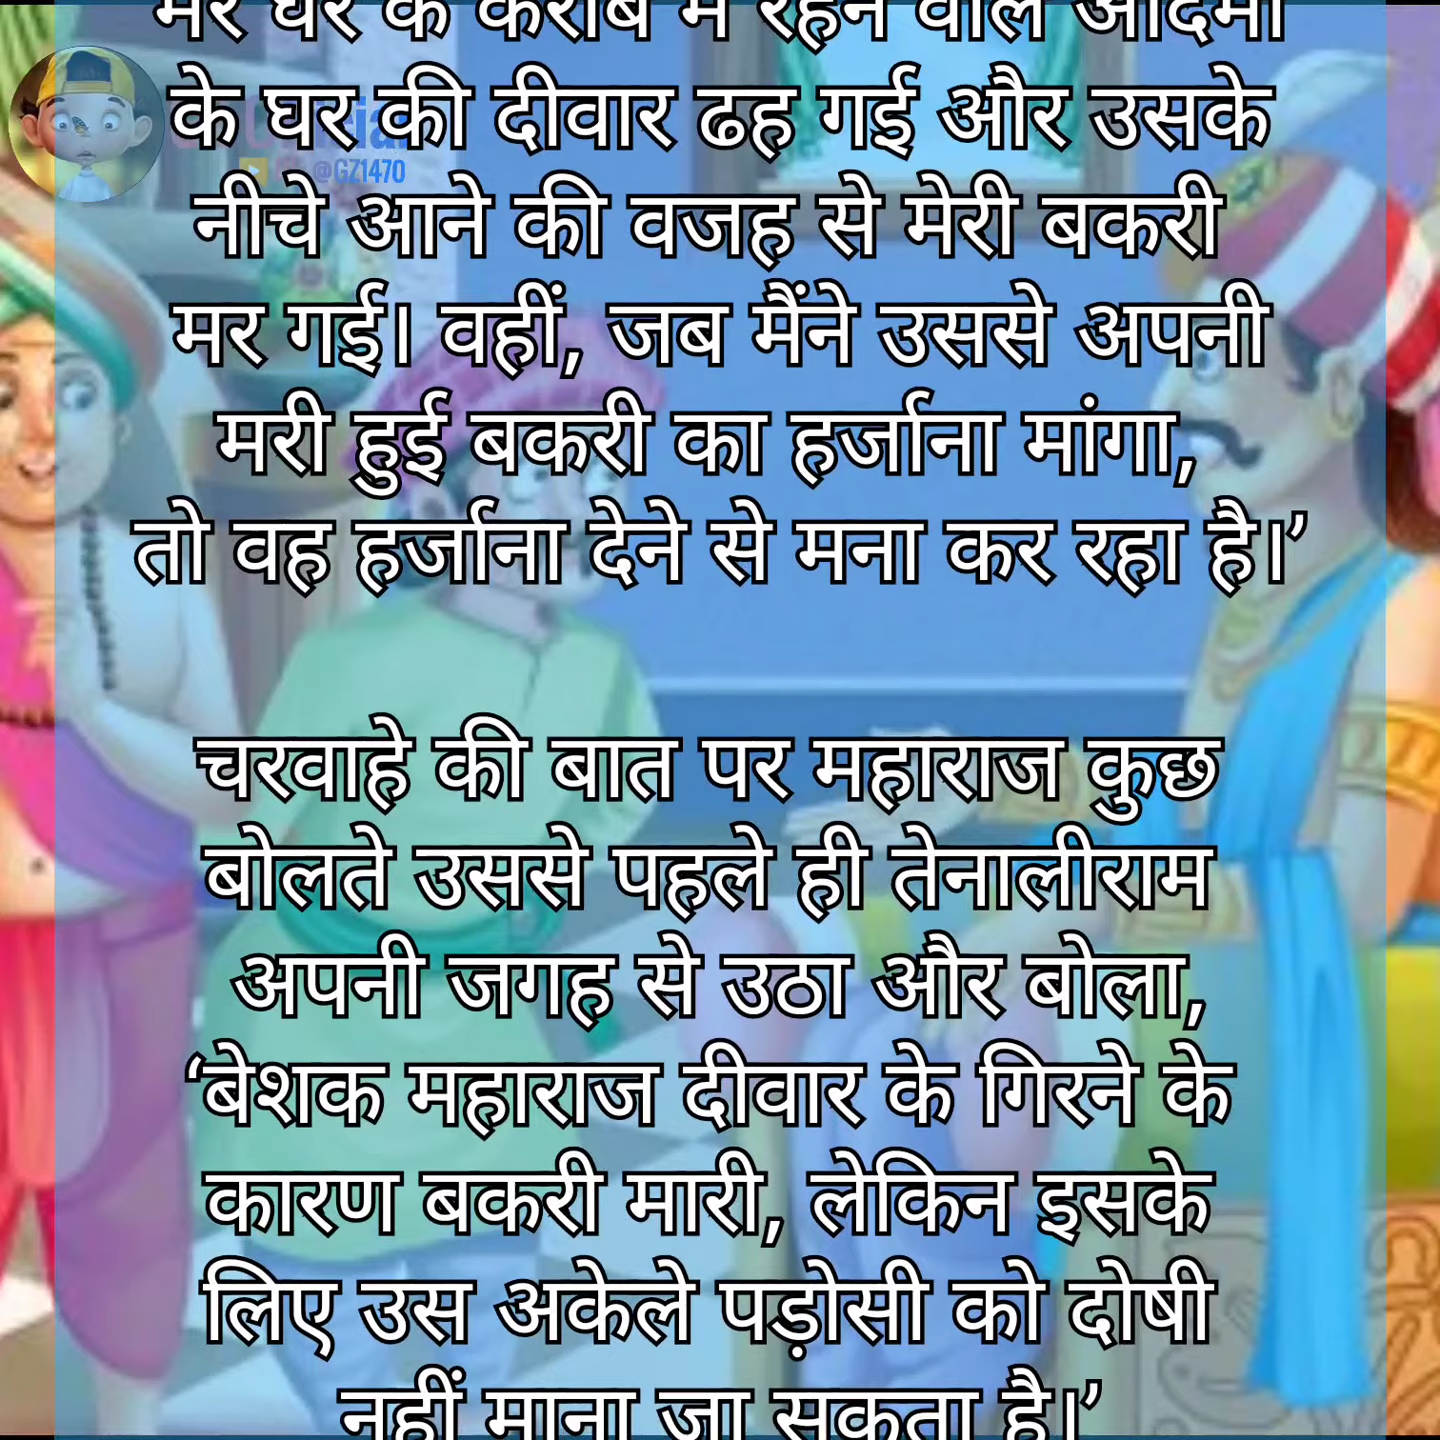 मेरे घर के करीब में रहने वाले आदमी
के घर की दीवार ढह गई और उसके
@GZ1470
नीचे आने की वजह से मेरी बकरी
मर गई। वहीं, जब मैंने उससे अपनी
मरी हुई बकरी का हर्जाना मांगा,
तो वह हर्जाना देने से मना कर रहा है।’
चरवाहे की बात पर महाराज कुछ
बोलते उससे पहले ही तेनालीराम
अपनी जगह से उठा और बोला,
‘बेशक महाराज दीवार के गिरने के
कारण बकरी मारी, लेकिन इसके
लिए उस अकेले पड़ोसी को दोषी
नहीं माना जा सकता है।’